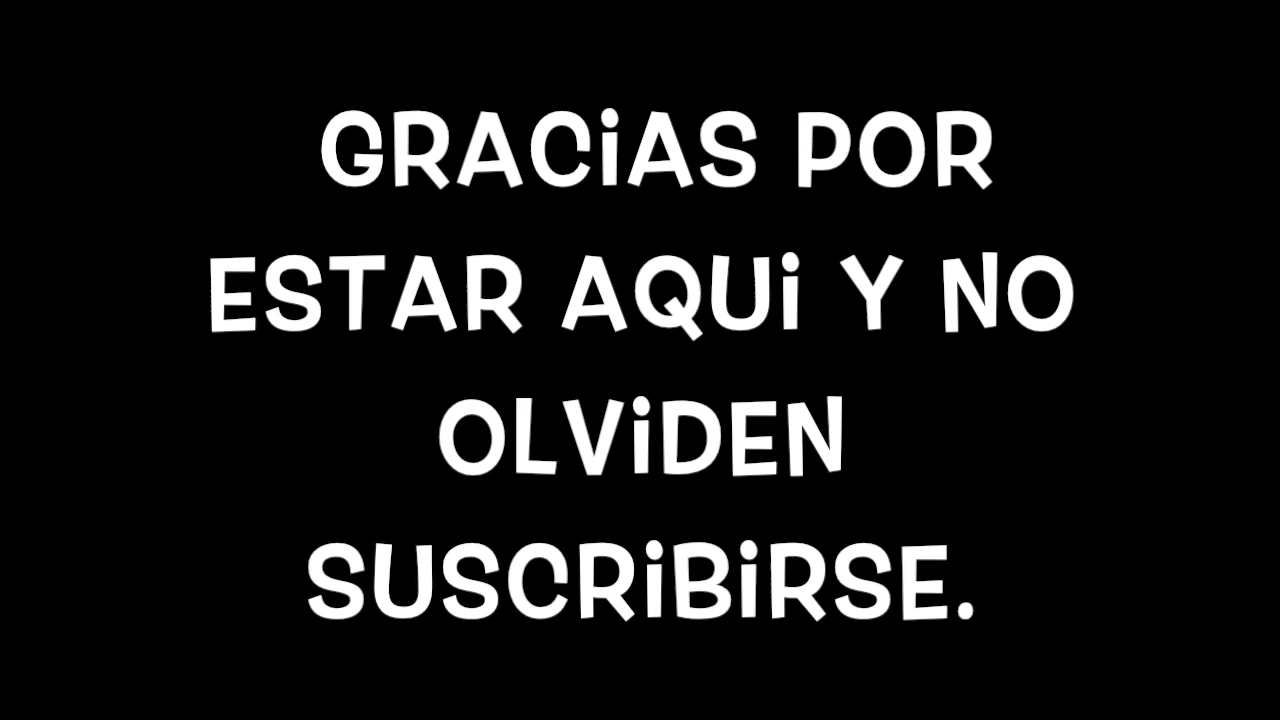 GRACiAS POR
ESTAR AQUi Y NO
OLViDEN
SUSCRiBiRSE.